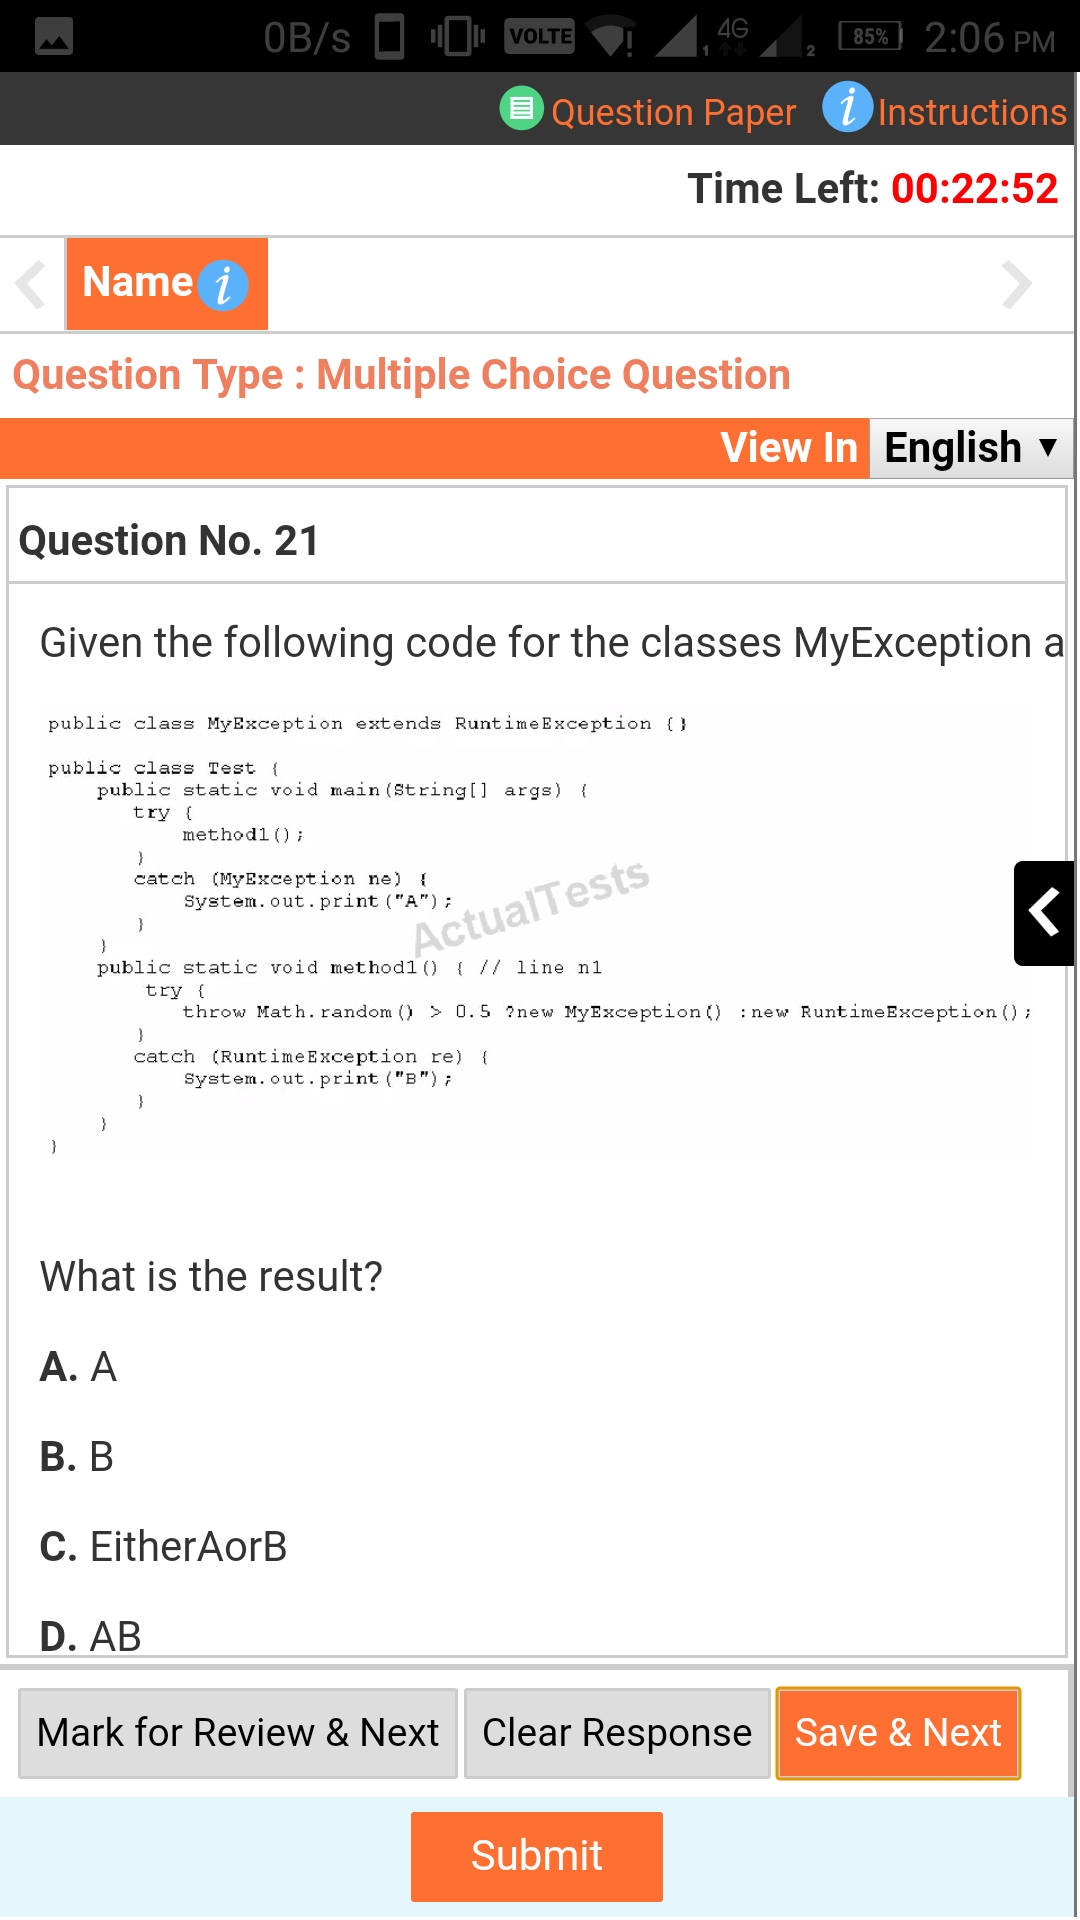 0B/s VOLTE 4G 1 2 85% 2:06 PM
Question Paper i Instructions
Time Left: 00:22:52
Name i
Question Type : Multiple Choice Question
View In English ▼
Question No. 21
Given the following code for the classes MyException a
public class MyException extends RuntimeException {}
public class Test {
public static void main(String[] args) {
try {
method1();
}
catch (MyException ne) {
System.out.print("A");
}
}
public static void method1() { // line n1
try {
throw Math.random() > 0.5 ?new MyException() :new RuntimeException();
}
catch (RuntimeException re) {
System.out.print("B");
}
}
}
ActualTests
What is the result?
A. A
B. B
C. EitherAorB
D. AB
Mark for Review & Next Clear Response Save & Next
Submit